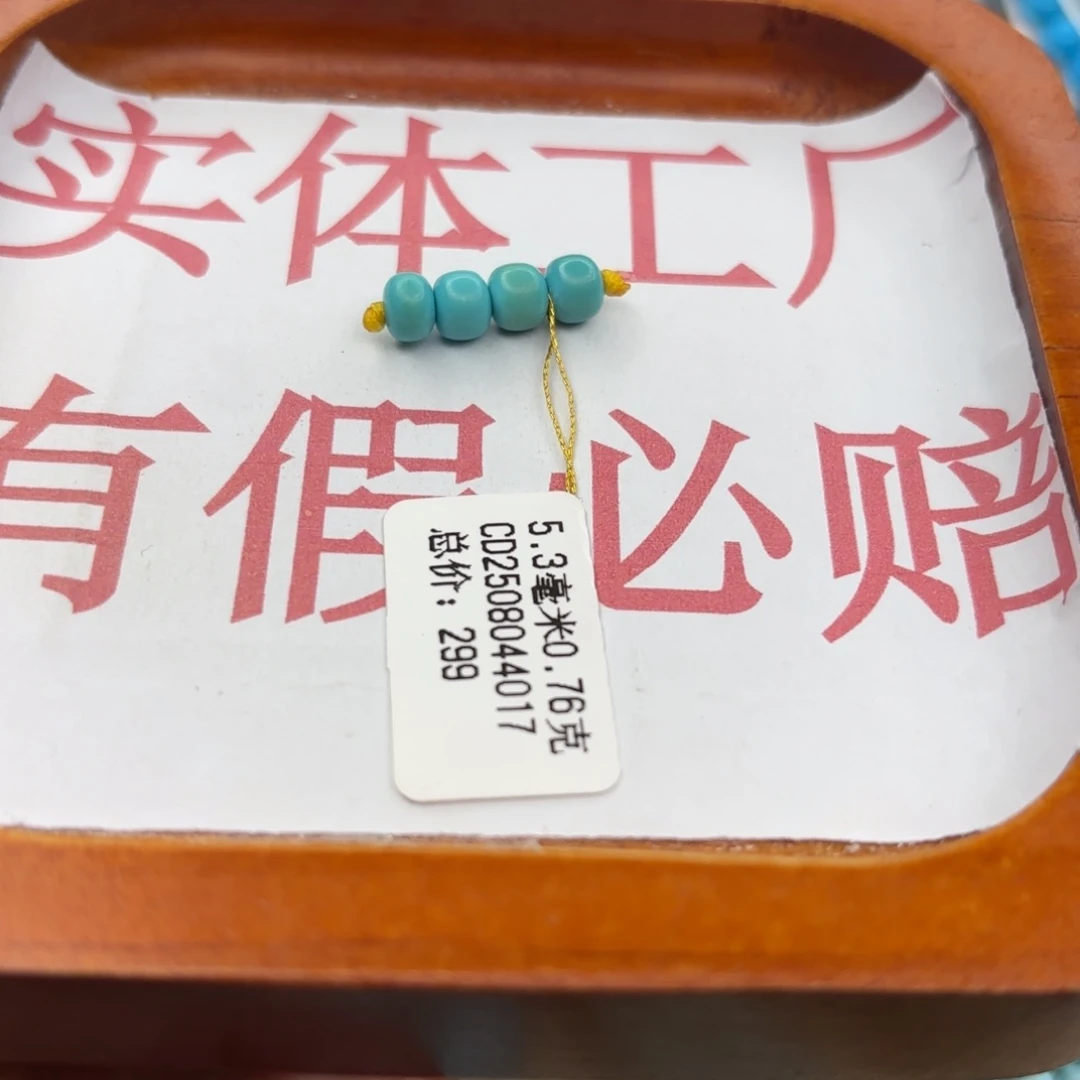 实体工厂
有假必赔
5.3毫米0.76克
CD2508044017
总价：299